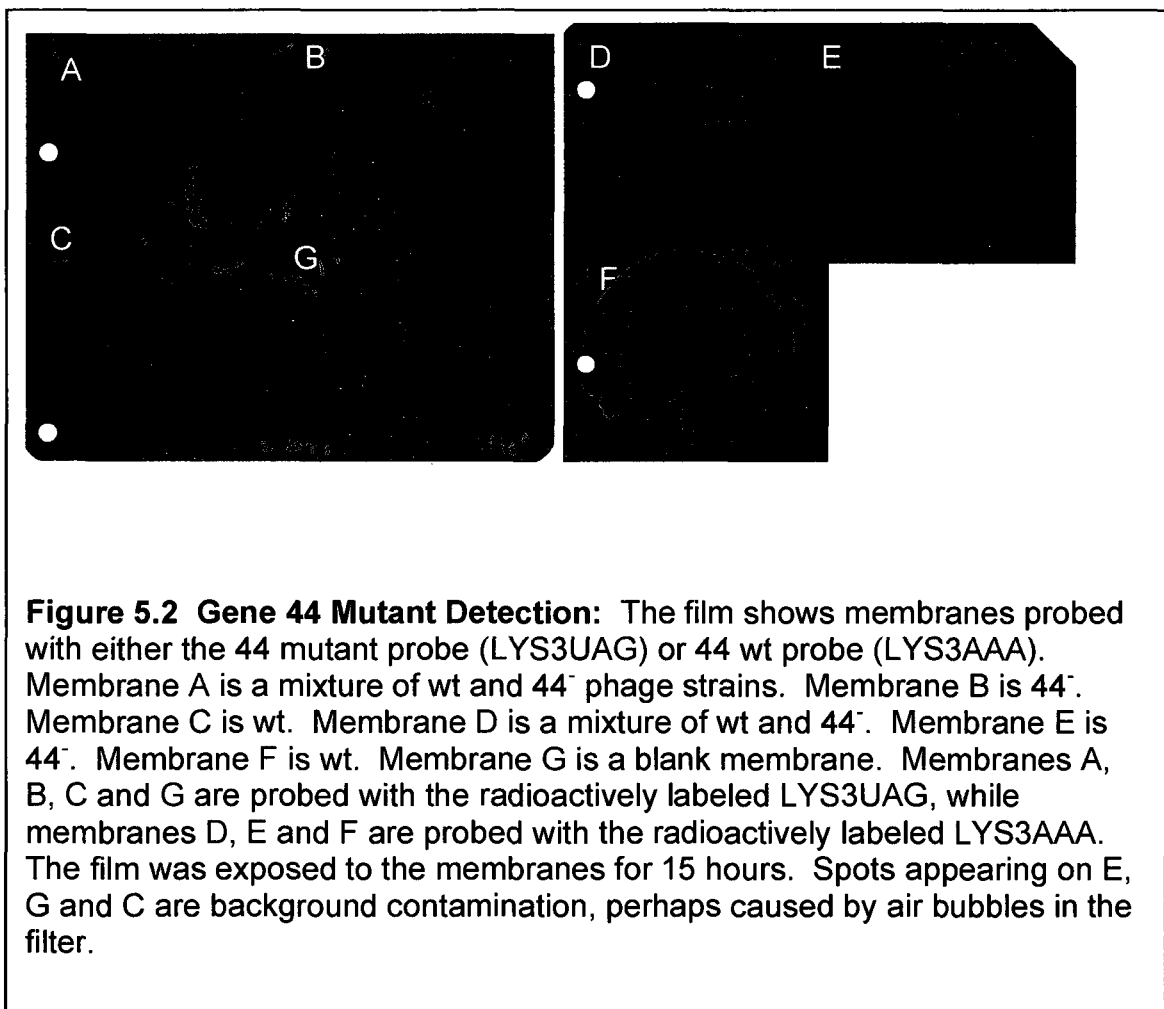 A
B
C
G
D
E
F
Figure 5.2 Gene 44 Mutant Detection: The film shows membranes probed
with either the 44 mutant probe (LYS3UAG) or 44 wt probe (LYS3AAA).
Membrane A is a mixture of wt and 44⁻ phage strains. Membrane B is 44⁻.
Membrane C is wt. Membrane D is a mixture of wt and 44⁻. Membrane E is
44⁻. Membrane F is wt. Membrane G is a blank membrane. Membranes A,
B, C and G are probed with the radioactively labeled LYS3UAG, while
membranes D, E and F are probed with the radioactively labeled LYS3AAA.
The film was exposed to the membranes for 15 hours. Spots appearing on E,
G and C are background contamination, perhaps caused by air bubbles in the
filter.